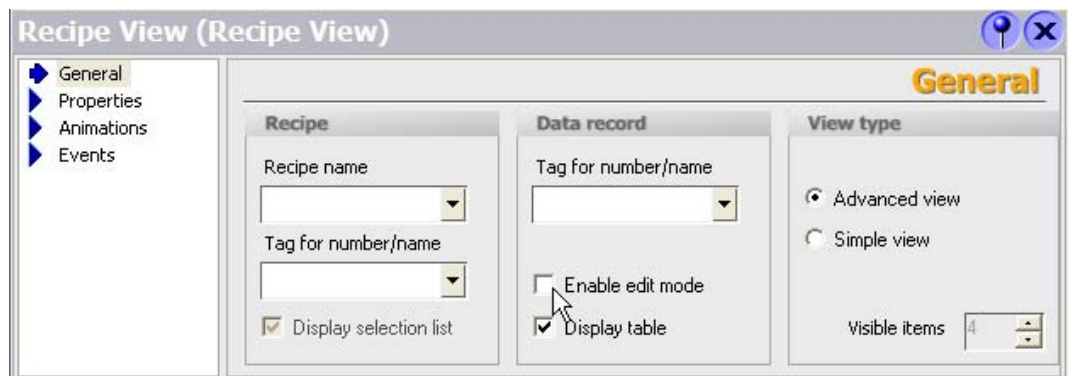 Recipe View (Recipe View)
General
Properties
Animations
Events
General
Recipe
Recipe name
Tag for number/name
Display selection list
Data record
Tag for number/name
Enable edit mode
Display table
View type
Advanced view
Simple view
Visible items 4